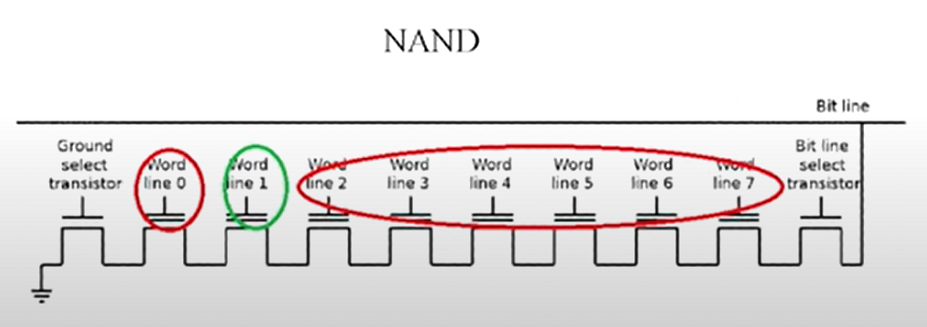 NAND
Bit line
Ground
select
transistor
Word
line 0
Word
line 1
Word
line 2
Word
line 3
Word
line 4
Word
line 5
Word
line 6
Word
line 7
Bit line
select
transistor